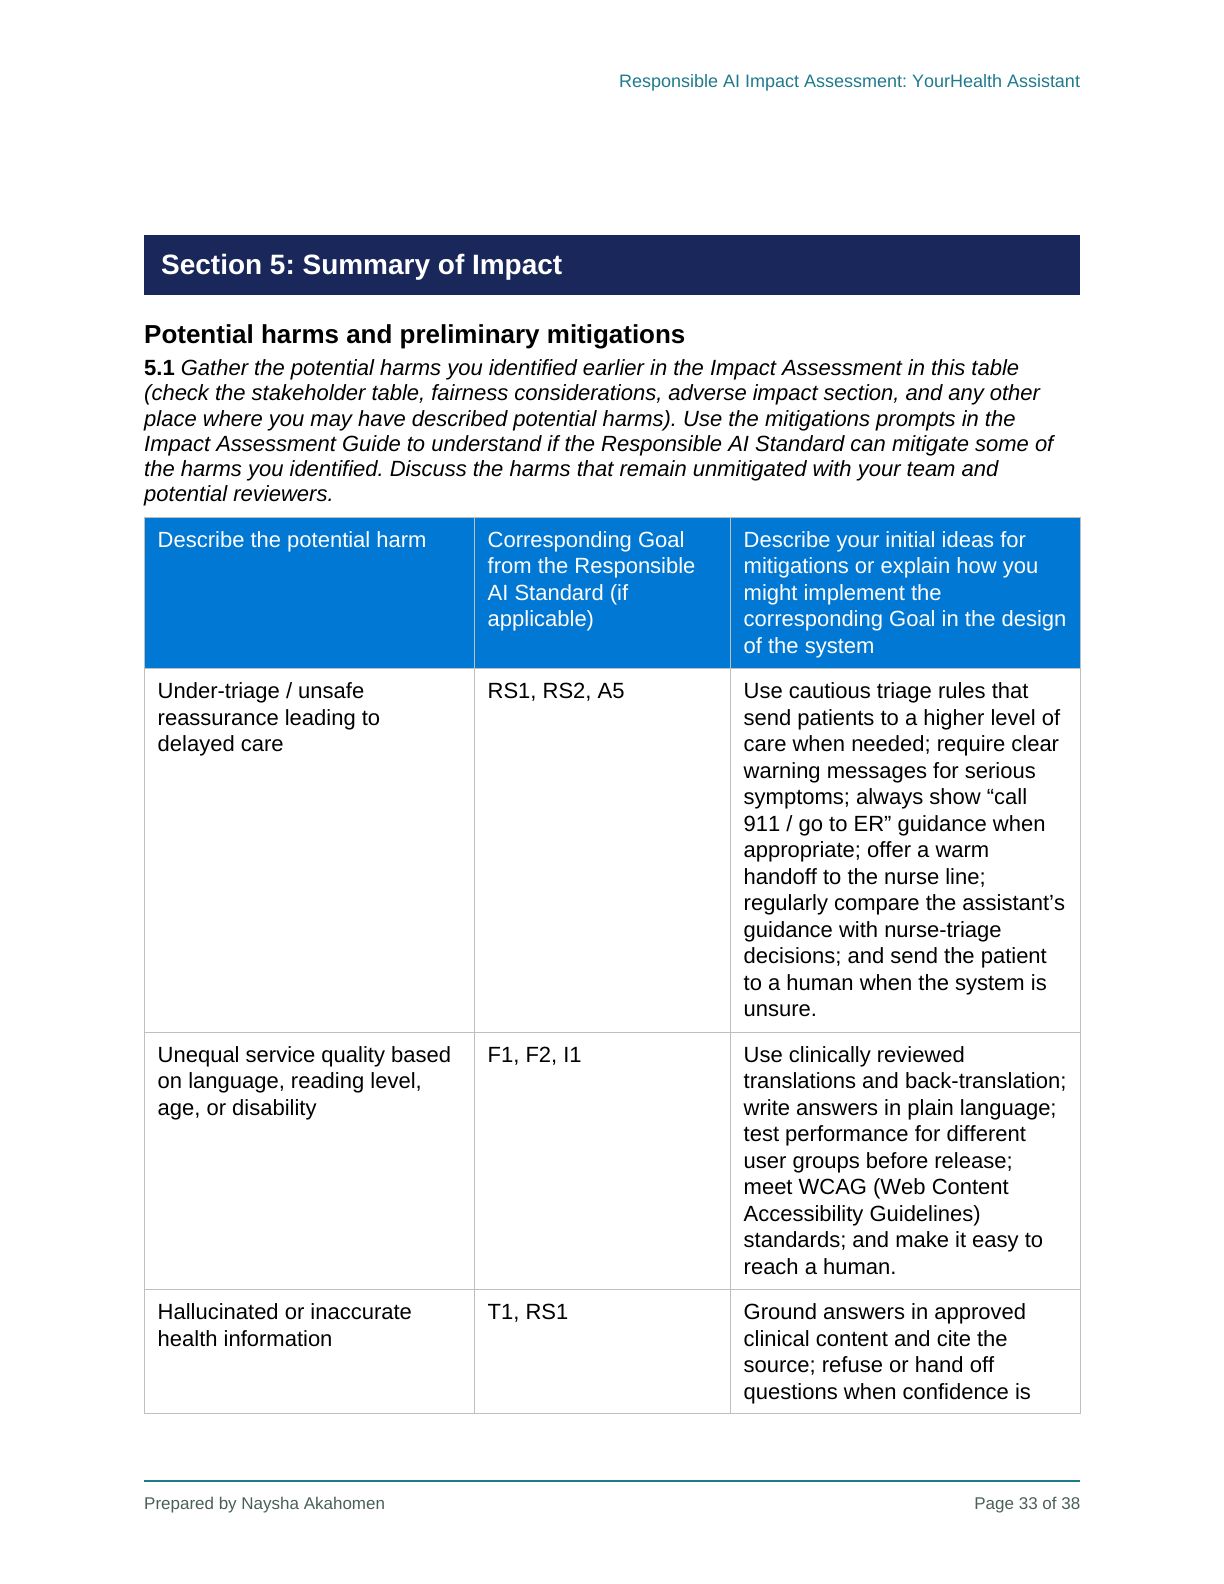 Responsible AI Impact Assessment: YourHealth Assistant
Section 5: Summary of Impact
Potential harms and preliminary mitigations
5.1 Gather the potential harms you identified earlier in the Impact Assessment in this table
(check the stakeholder table, fairness considerations, adverse impact section, and any other
place where you may have described potential harms). Use the mitigations prompts in the
Impact Assessment Guide to understand if the Responsible AI Standard can mitigate some of
the harms you identified. Discuss the harms that remain unmitigated with your team and
potential reviewers.
Describe the potential harm
Corresponding Goal
from the Responsible
AI Standard (if
applicable)
Describe your initial ideas for
mitigations or explain how you
might implement the
corresponding Goal in the design
of the system
Under-triage / unsafe
reassurance leading to
delayed care
RS1, RS2, A5
Use cautious triage rules that
send patients to a higher level of
care when needed; require clear
warning messages for serious
symptoms; always show “call
911 / go to ER” guidance when
appropriate; offer a warm
handoff to the nurse line;
regularly compare the assistant’s
guidance with nurse-triage
decisions; and send the patient
to a human when the system is
unsure.
Unequal service quality based
on language, reading level,
age, or disability
F1, F2, I1
Use clinically reviewed
translations and back-translation;
write answers in plain language;
test performance for different
user groups before release;
meet WCAG (Web Content
Accessibility Guidelines)
standards; and make it easy to
reach a human.
Hallucinated or inaccurate
health information
T1, RS1
Ground answers in approved
clinical content and cite the
source; refuse or hand off
questions when confidence is
Prepared by Naysha Akahomen
Page 33 of 38